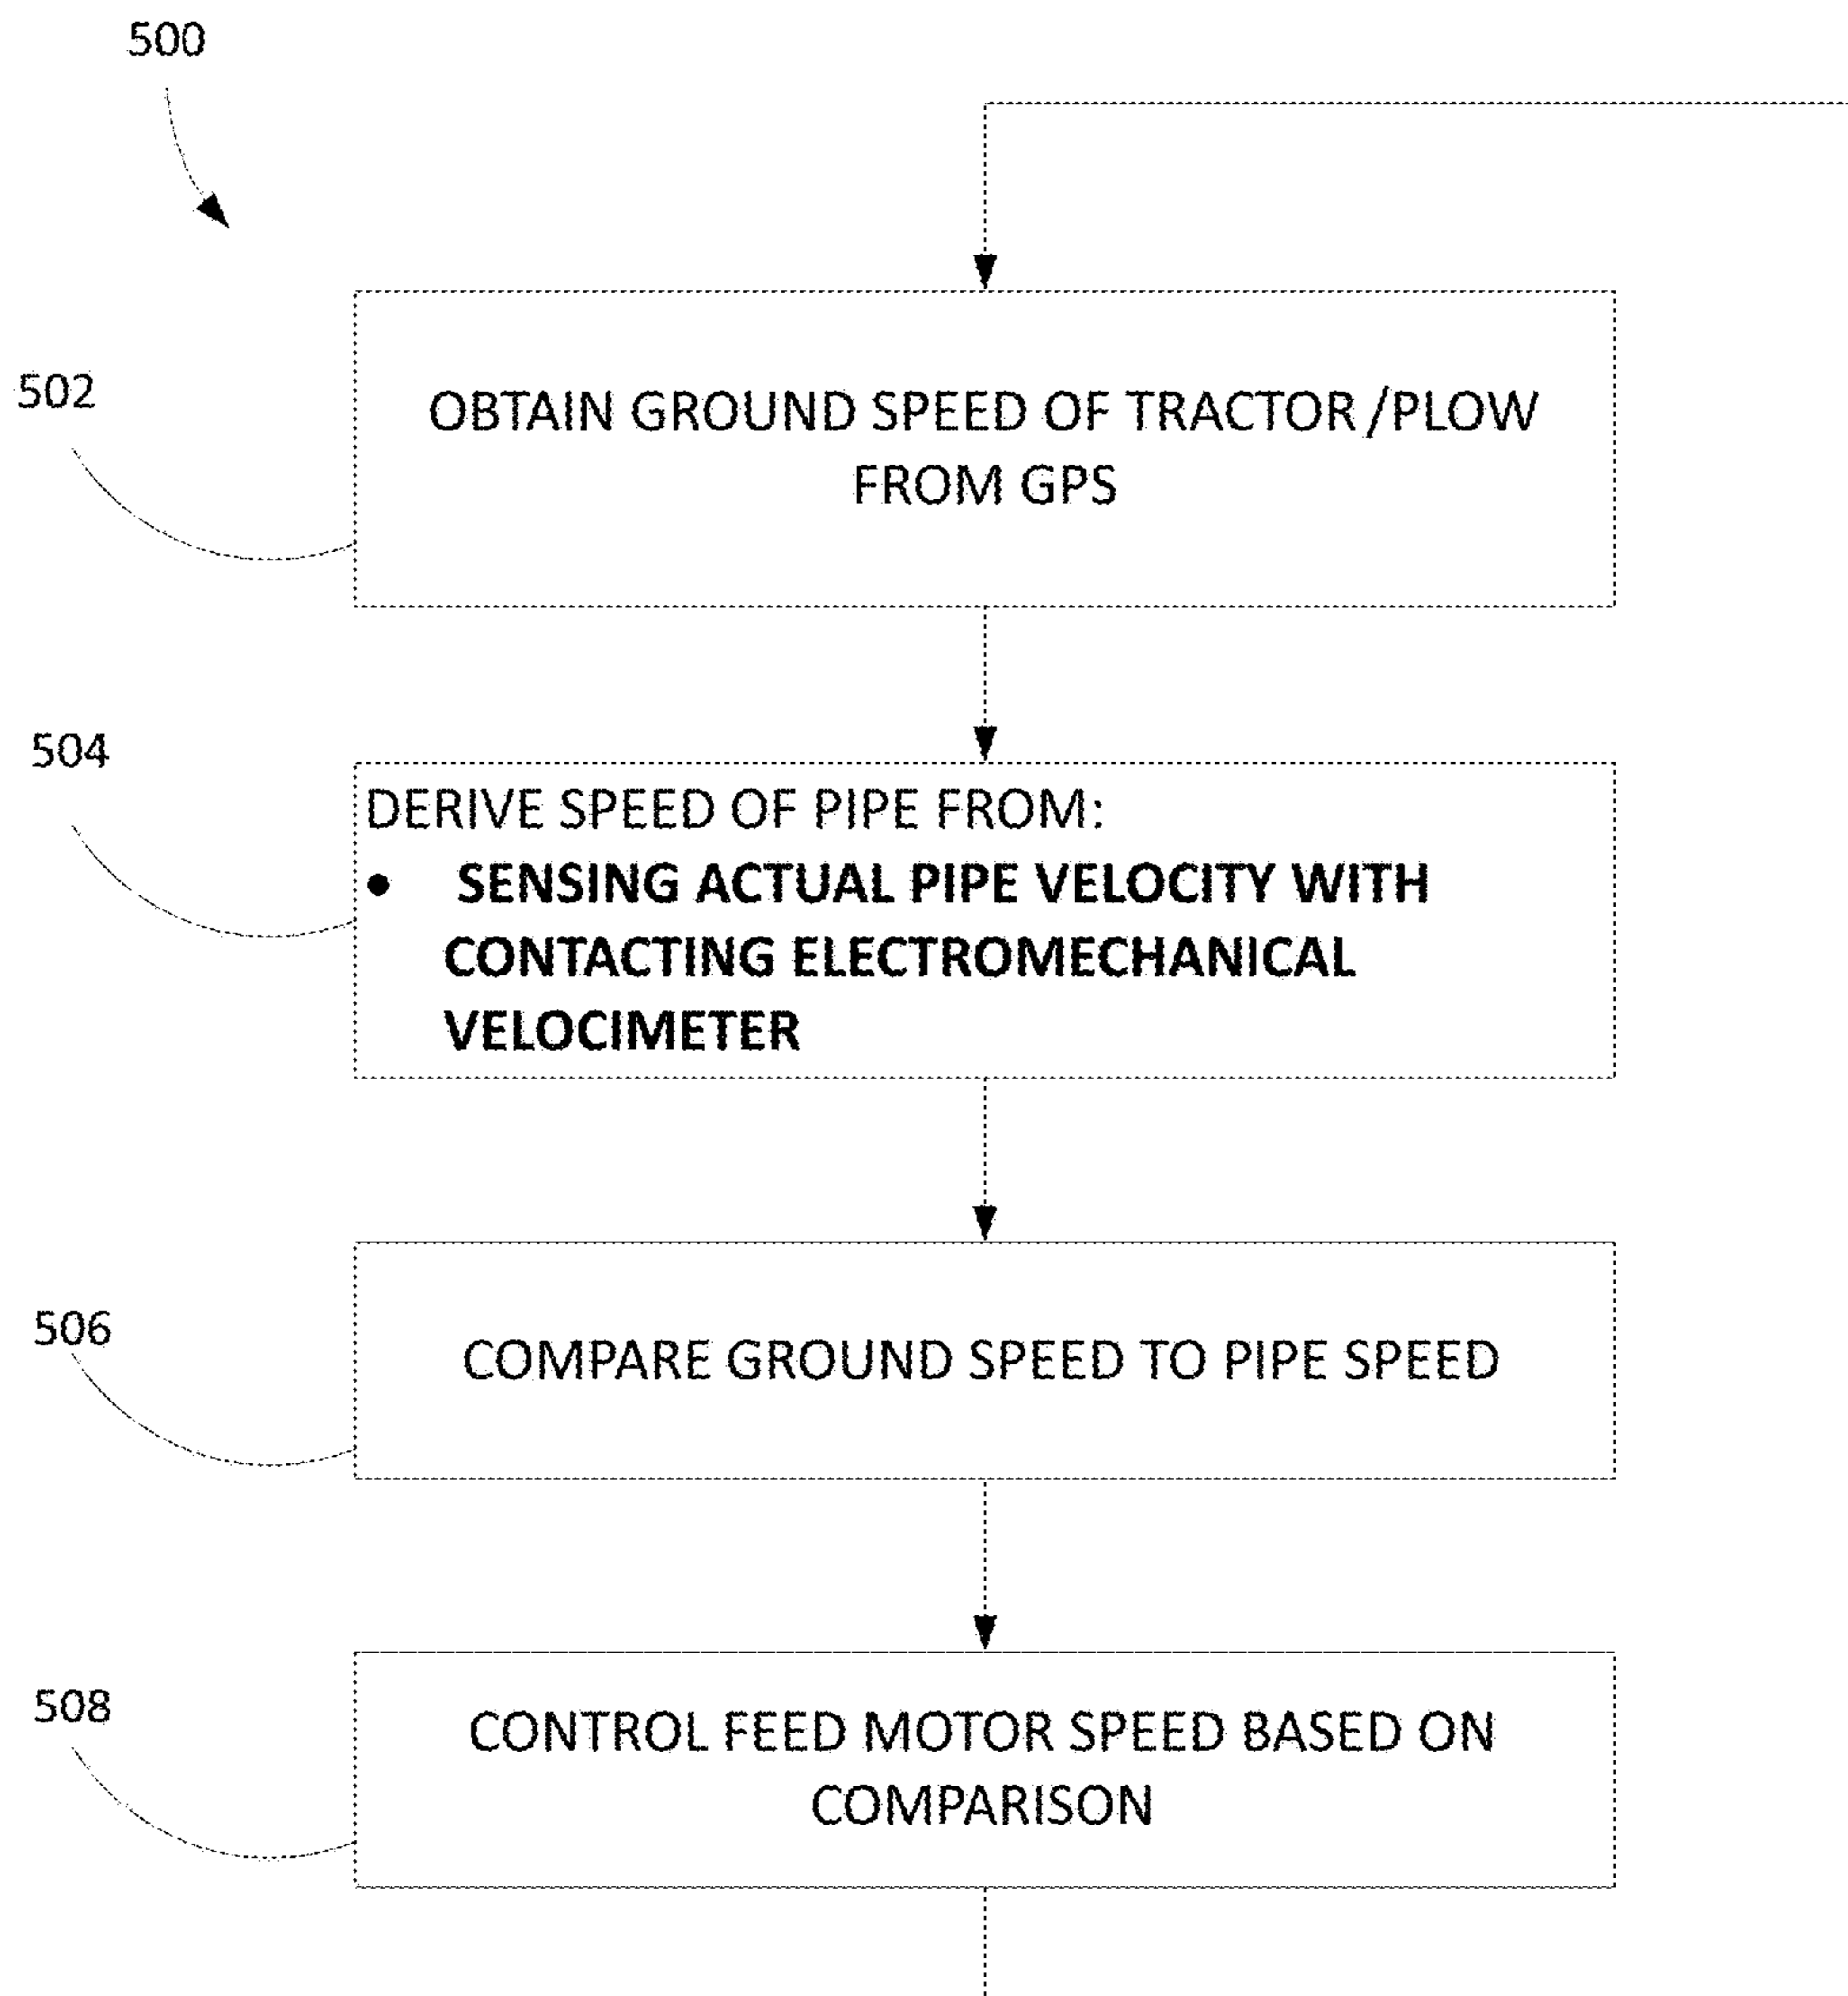 500
502
OBTAIN GROUND SPEED OF TRACTOR/PLOW
FROM GPS
504
DERIVE SPEED OF PIPE FROM:
• SENSING ACTUAL PIPE VELOCITY WITH
CONTACTING ELECTROMECHANICAL
VELOCIMETER
506
COMPARE GROUND SPEED TO PIPE SPEED
508
CONTROL FEED MOTOR SPEED BASED ON
COMPARISON